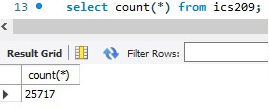 13 select count(*) from ics209;
Result Grid Filter Rows:
count(*)
25717